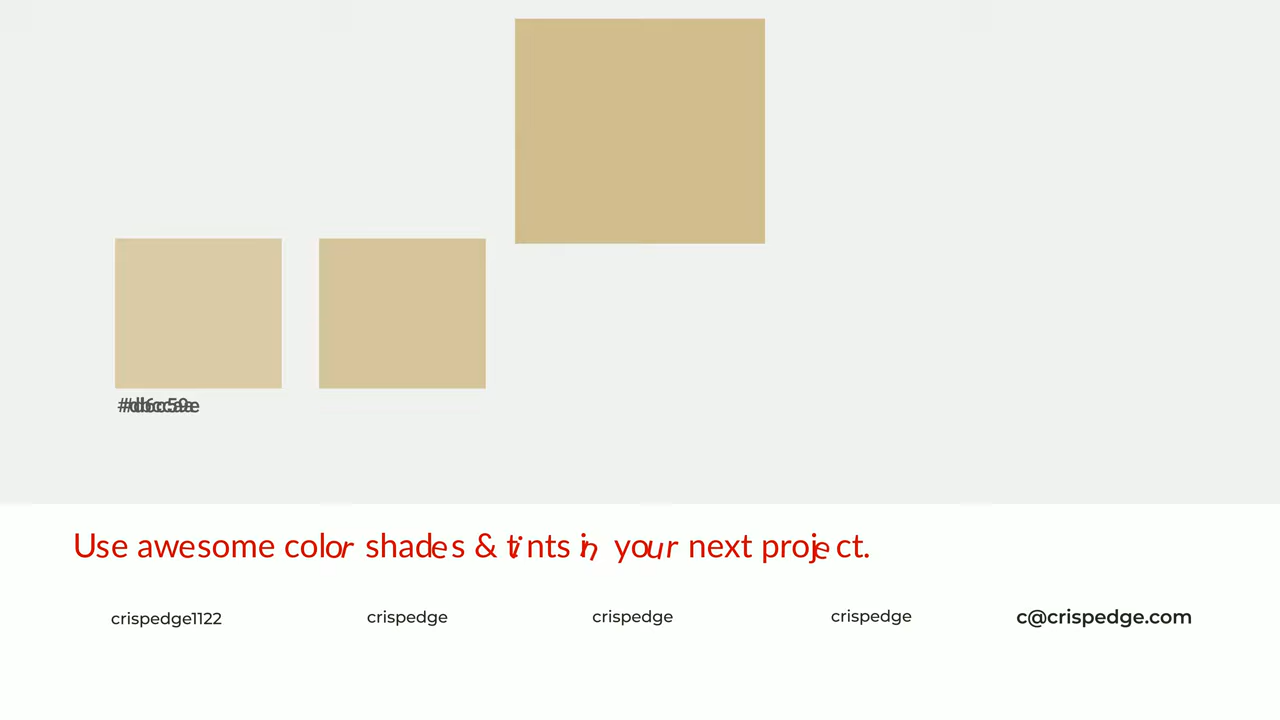 Use awesome color shades & tints in your next project.
crispedge1122 crispedge crispedge crispedge c@crispedge.com